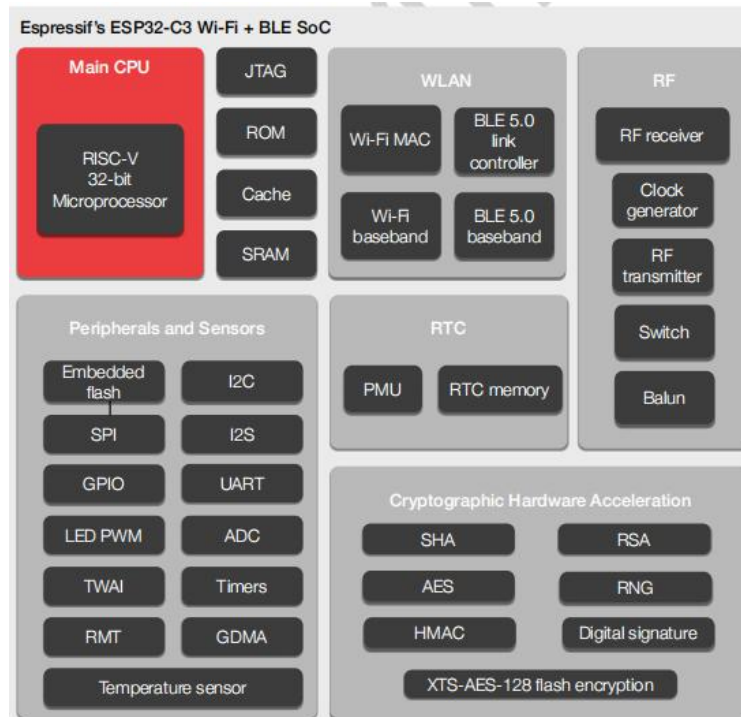 Espressif's ESP32-C3 Wi-Fi + BLE SoC
Main CPU
RISC-V
32-bit
Microprocessor
JTAG
ROM
Cache
SRAM
WLAN
Wi-Fi MAC
BLE 5.0
link
controller
Wi-Fi
baseband
BLE 5.0
baseband
RF
RF receiver
Clock
generator
RF
transmitter
Switch
Balun
Peripherals and Sensors
Embedded
flash
I2C
SPI
I2S
GPIO
UART
LED PWM
ADC
TWAI
Timers
RMT
GDMA
Temperature sensor
RTC
PMU
RTC memory
Cryptographic Hardware Acceleration
SHA
RSA
AES
RNG
HMAC
Digital signature
XTS-AES-128 flash encryption